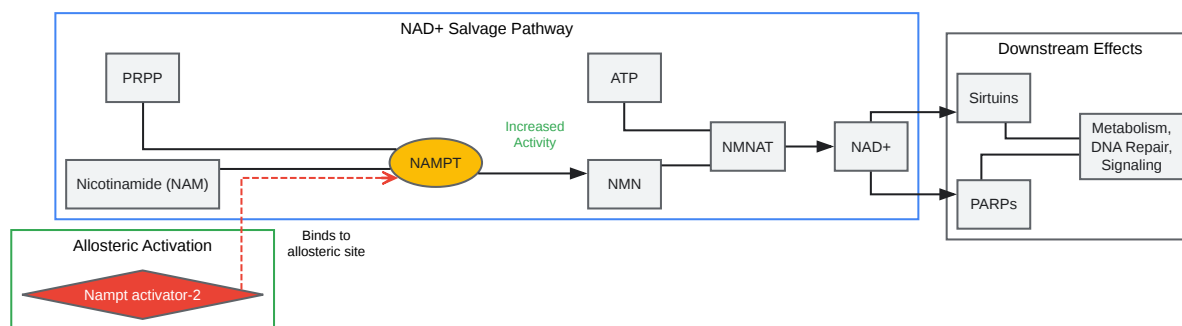 NAD+ Salvage Pathway
PRPP
Nicotinamide (NAM)
NAMPT
Increased
Activity
ATP
NMN
NMNAT
NAD+
Downstream Effects
Sirtuins
PARPs
Metabolism,
DNA Repair,
Signaling
Allosteric Activation
Nampt activator-2
Binds to
allosteric site